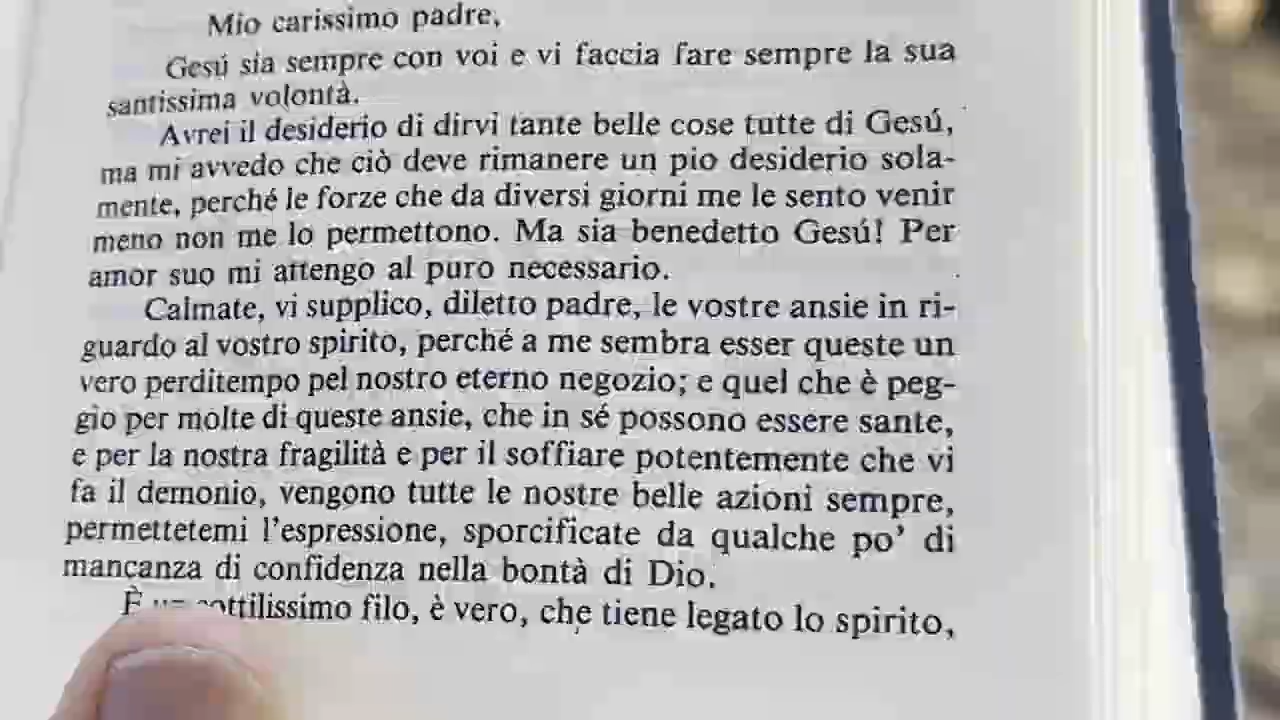 Mio carissimo padre,
Gesú sia sempre con voi e vi faccia fare sempre la sua
santissima volontà.
Avrei il desiderio di dirvi tante belle cose tutte di Gesú,
ma mi avvedo che ciò deve rimanere un pio desiderio sola-
mente, perché le forze che da diversi giorni me le sento venir
meno non me lo permettono. Ma sia benedetto Gesú! Per
amor suo mi attengo al puro necessario.
Calmate, vi supplico, diletto padre, le vostre ansie in ri-
guardo al vostro spirito, perché a me sembra esser queste un
vero perditempo pel nostro eterno negozio; e quel che è peg-
gio per molte di queste ansie, che in sé possono essere sante,
e per la nostra fragilità e per il soffiare potentemente che vi
fa il demonio, vengono tutte le nostre belle azioni sempre,
permettetemi l'espressione, sporcificate da qualche po' di
mancanza di confidenza nella bontà di Dio.
È sottilissimo filo, è vero, che tiene legato lo spirito,